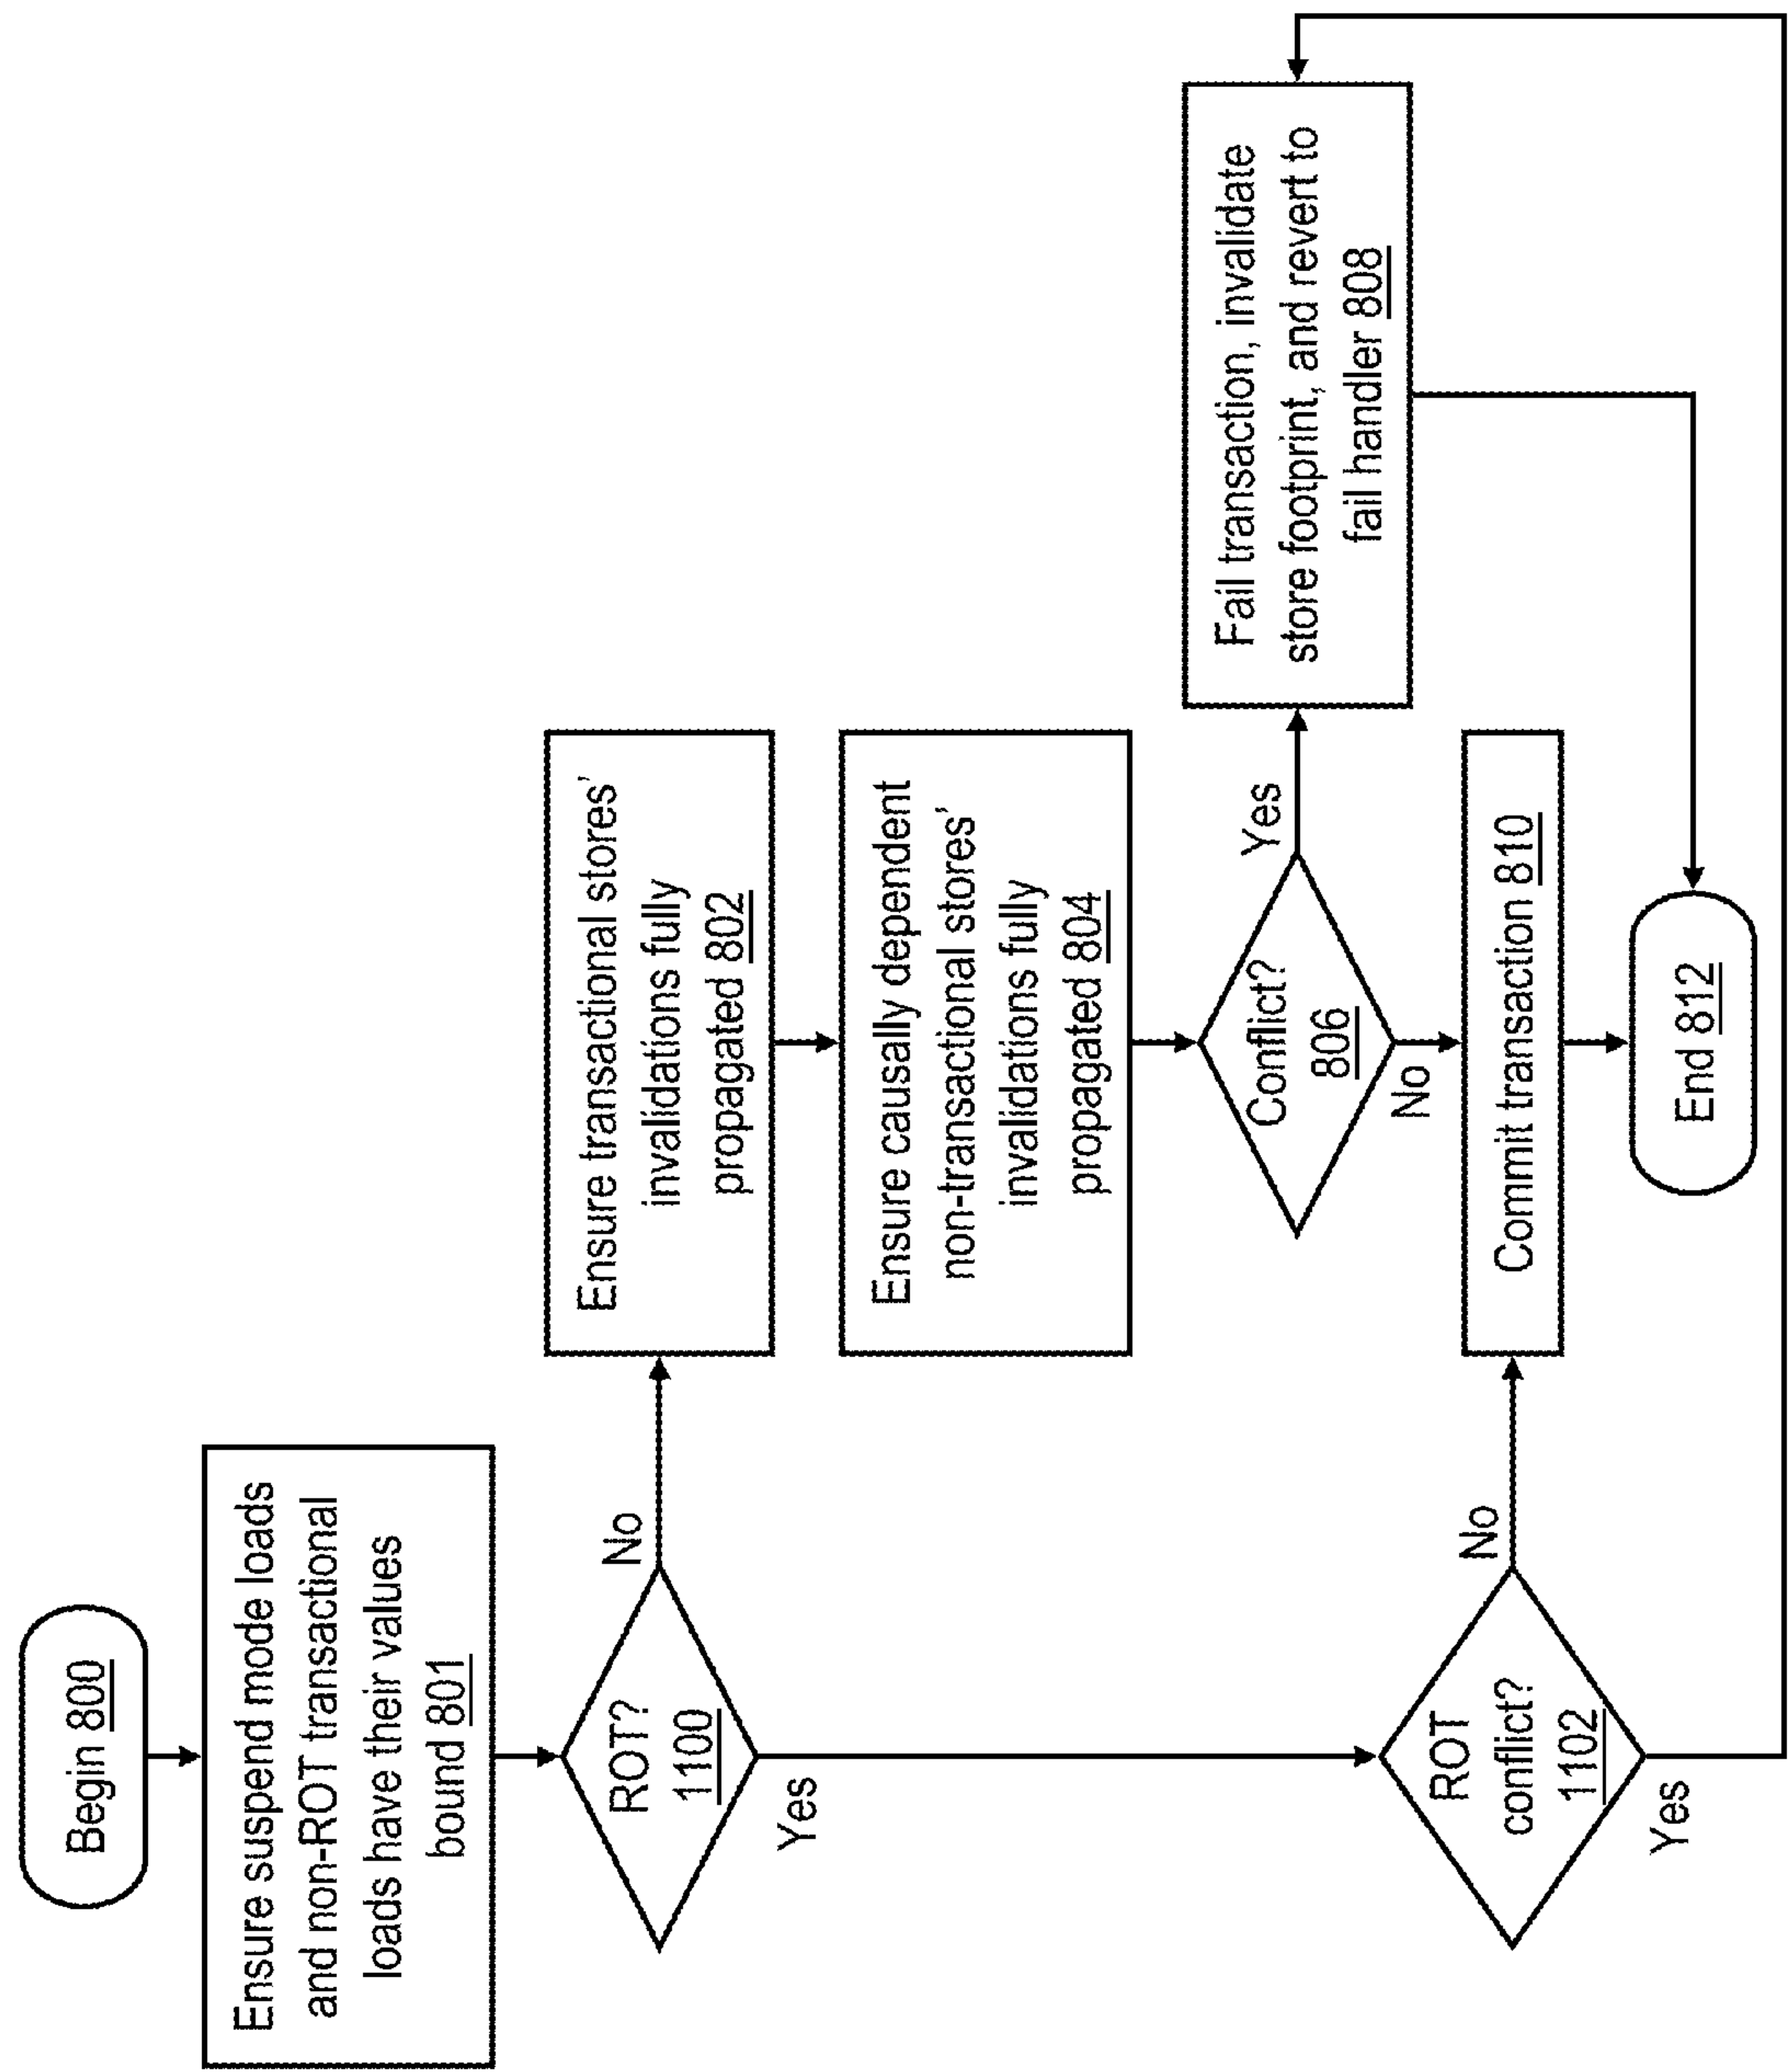 Begin 800
Ensure suspend mode loads
and non-ROT transactional
loads have their values
bound 801
ROT?
1100
No
Yes
Ensure transactional stores'
invalidations fully
propagated 802
Ensure causally dependent
non-transactional stores'
invalidations fully
propagated 804
Conflict?
806
Yes
No
Fail transaction, invalidate
store footprint, and revert to
fail handler 808
ROT
conflict?
1102
No
Yes
Commit transaction 810
End 812